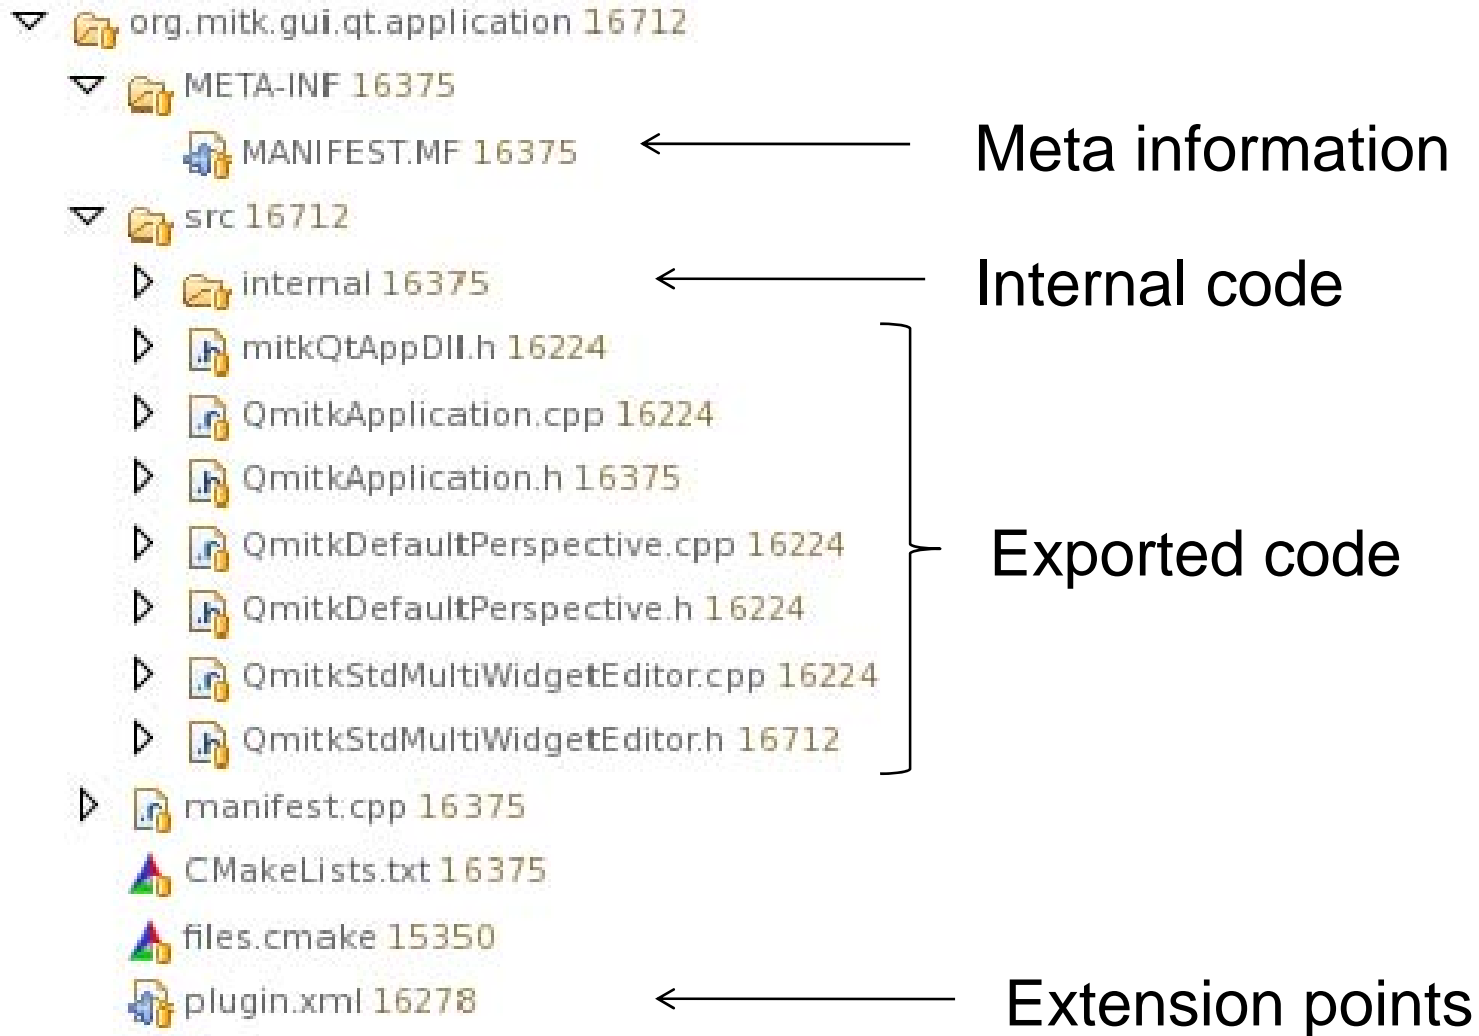 org.mitk.gui.qt.application 16712
META-INF 16375
MANIFEST.MF 16375
Meta information
src 16712
internal 16375
Internal code
mitkQtAppDll.h 16224
QmitkApplication.cpp 16224
QmitkApplication.h 16375
QmitkDefaultPerspective.cpp 16224
Exported code
QmitkDefaultPerspective.h 16224
QmitkStdMultiWidgetEditor.cpp 16224
QmitkStdMultiWidgetEditor.h 16712
manifest.cpp 16375
CMakeLists.txt 16375
files.cmake 15350
plugin.xml 16278
Extension points